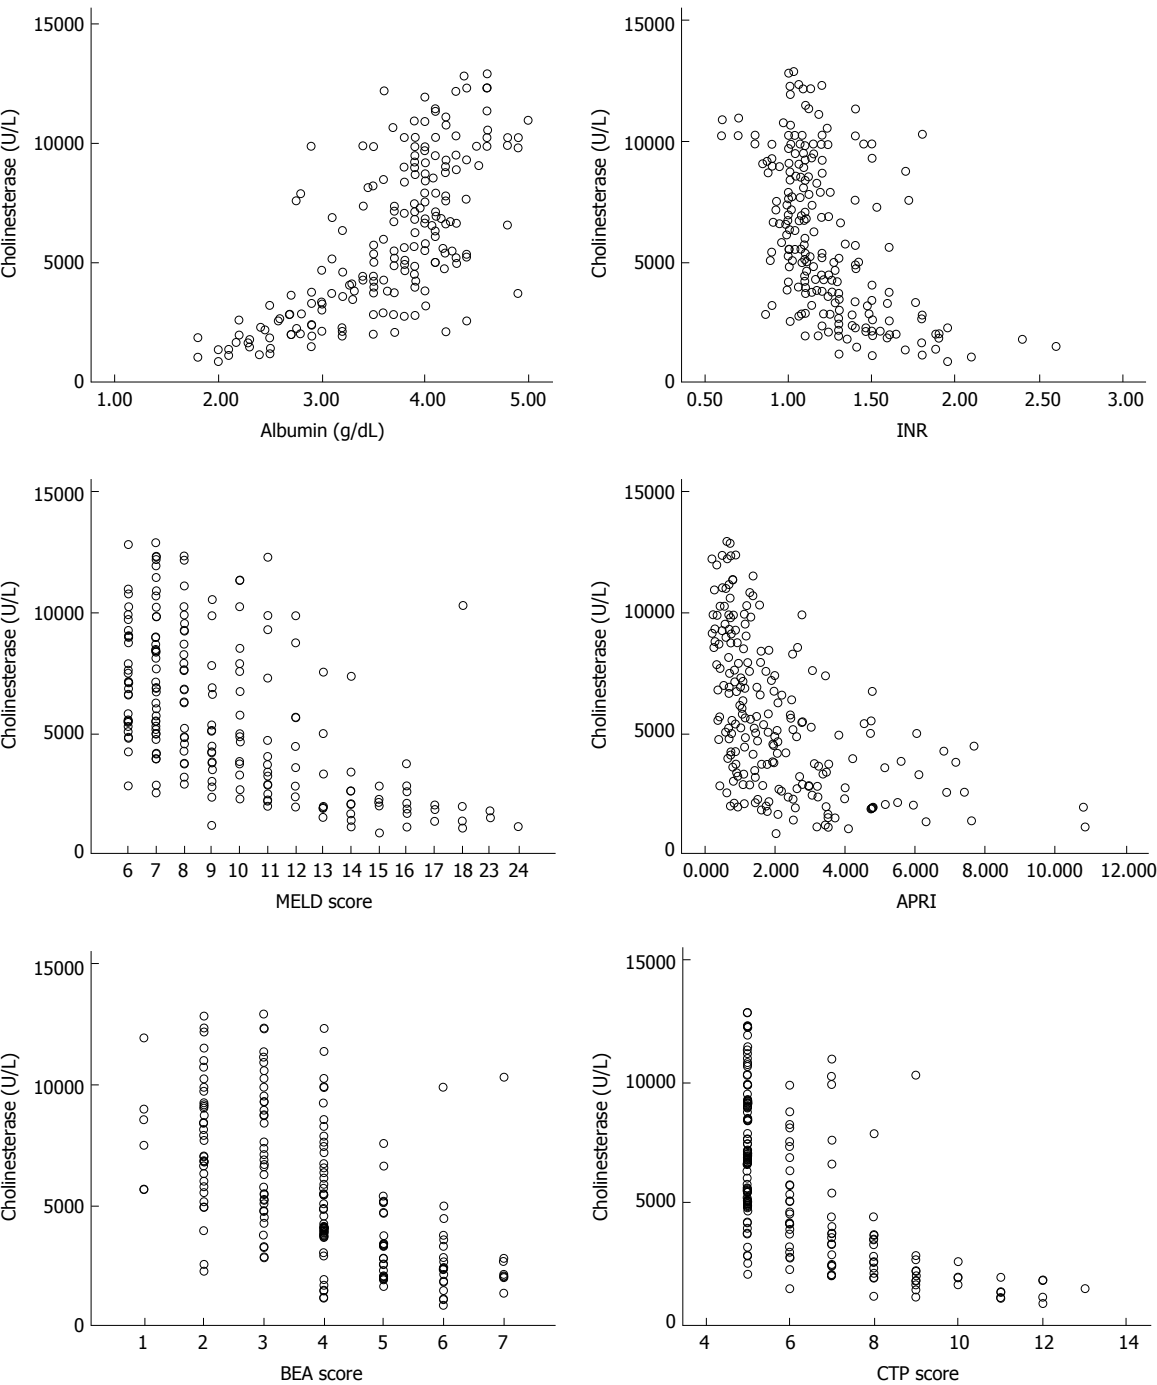 15000
10000
5000
0
Cholinesterase (U/L)
1.00 2.00 3.00 4.00 5.00
Albumin (g/dL)
15000
10000
5000
0
Cholinesterase (U/L)
0.50 1.00 1.50 2.00 2.50 3.00
INR
15000
10000
5000
0
Cholinesterase (U/L)
6 7 8 9 10 11 12 13 14 15 16 17 18 23 24
MELD score
15000
10000
5000
0
Cholinesterase (U/L)
0.000 2.000 4.000 6.000 8.000 10.000 12.000
APRI
15000
10000
5000
0
Cholinesterase (U/L)
1 2 3 4 5 6 7
BEA score
15000
10000
5000
0
Cholinesterase (U/L)
4 6 8 10 12 14
CTP score